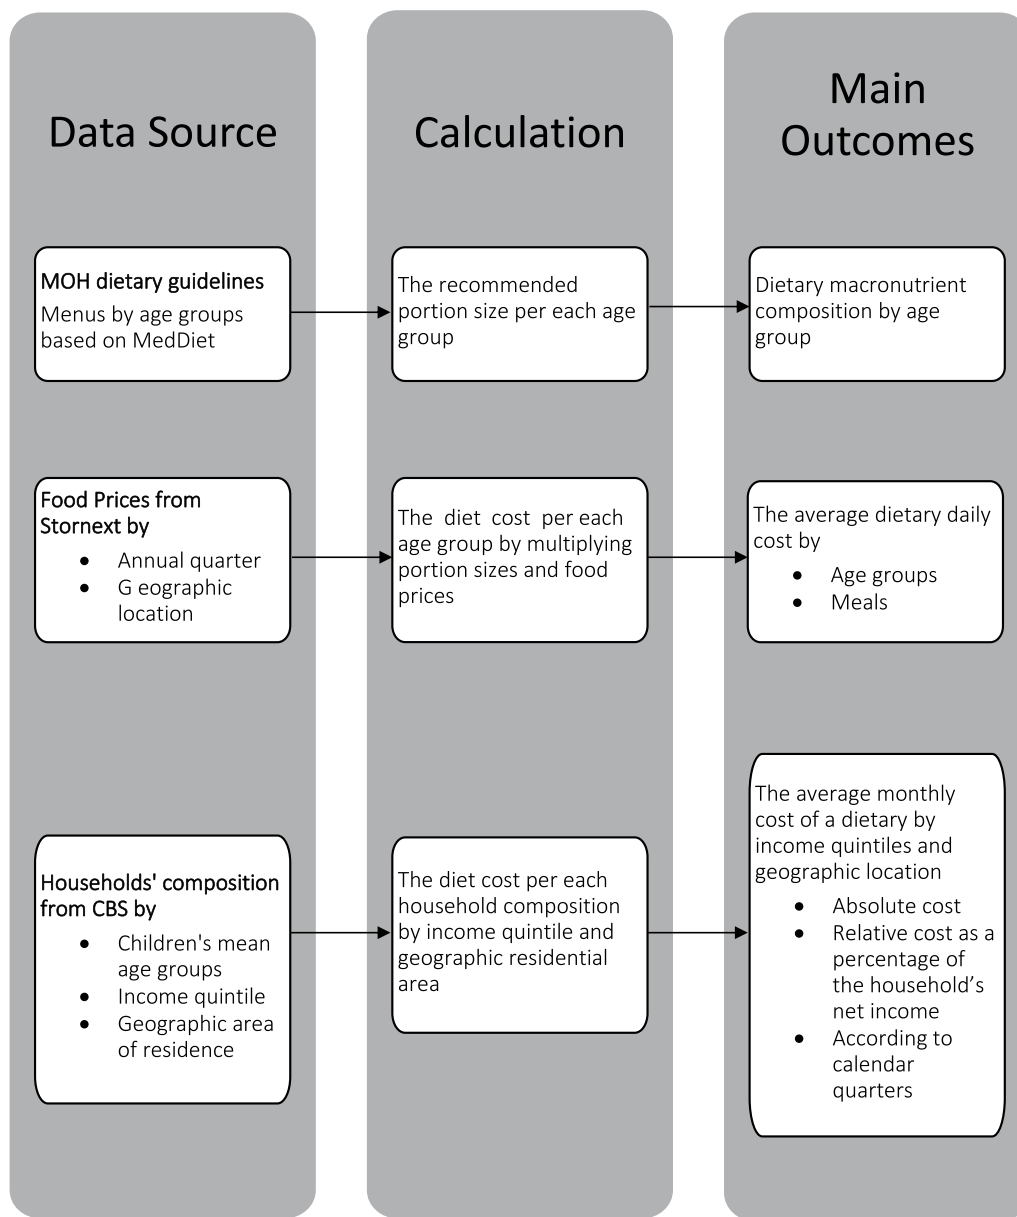 Data Source
MOH dietary guidelines
Menus by age groups
based on MedDiet
Food Prices from
Stornext by
• Annual quarter
• G eographic
location
Households' composition
from CBS by
• Children's mean
age groups
• Income quintile
• Geographic area
of residence
Calculation
The recommended
portion size per each age
group
The diet cost per each
age group by multiplying
portion sizes and food
prices
The diet cost per each
household composition
by income quintile and
geographic residential
area
Main
Outcomes
Dietary macronutrient
composition by age
group
The average dietary daily
cost by
• Age groups
• Meals
The average monthly
cost of a dietary by
income quintiles and
geographic location
• Absolute cost
• Relative cost as a
percentage of
the household’s
net income
• According to
calendar
quarters